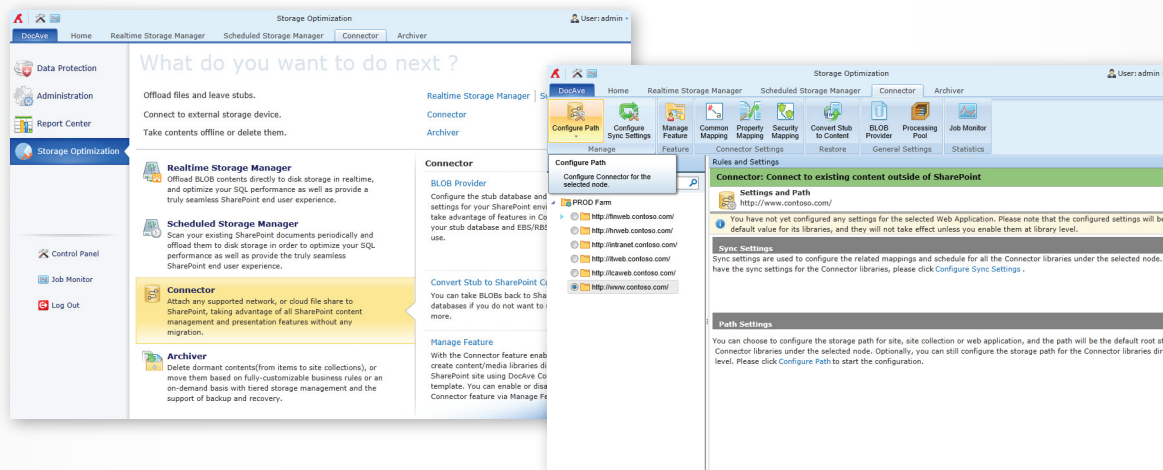 Storage Optimization
User: admin
DocAve Home Realtime Storage Manager Scheduled Storage Manager Connector Archiver
Data Protection
Administration
Report Center
Storage Optimization
Control Panel
Job Monitor
Log Out
What do you want to do next ?
Offload files and leave stubs.
Realtime Storage Manager
Connect to external storage device.
Connector
Take contents offline or delete them.
Archiver
Realtime Storage Manager
Offload BLOB contents directly to disk storage in realtime,
and optimize your SQL performance as well as provide a
truly seamless SharePoint end user experience.
Scheduled Storage Manager
Scan your existing SharePoint documents periodically and
offload them to disk storage in order to optimize your SQL
performance as well as provide the truly seamless
SharePoint end user experience.
Connector
Attach any supported network, or cloud file share to
SharePoint, taking advantage of all SharePoint content
management and presentation features without any
migration.
Archiver
Delete dormant contents(from items to site collections), or
move them based on fully-customizable business rules or an
on-demand basis with tiered storage management and the
support of backup and recovery.
Connector
BLOB Provider
Configure the stub database and
settings for your SharePoint envi
take advantage of features in Co
your stub database and EBS/RBS
use.
Convert Stub to SharePoint Co
You can take BLOBs back to Sha
databases if you do not want to
more.
Manage Feature
With the Connector feature enab
create content/media libraries di
SharePoint site using DocAve Co
template. You can enable or disa
Connector feature via Manage Fe
Storage Optimization
User: admin
DocAve Home Realtime Storage Manager Scheduled Storage Manager Connector Archiver
Configure Path
Configure Sync Settings
Manage Feature
Common Mapping
Property Mapping
Security Mapping
Convert Stub to Content
BLOB Provider
Processing Pool
Job Monitor
Manage Feature Connector Settings Restore General Settings Statistics
Configure Path
Configure Connector for the
selected node.
PROD Farm
http://finweb.contoso.com/
http://hrweb.contoso.com/
http://intranet.contoso.com/
http://itweb.contoso.com/
http://lcaweb.contoso.com/
http://www.contoso.com/
Rules and Settings
Connector: Connect to existing content outside of SharePoint
Settings and Path
http://www.contoso.com/
You have not yet configured any settings for the selected Web Application. Please note that the configured settings will be
default value for its libraries, and they will not take effect unless you enable them at library level.
Sync Settings
Sync settings are used to configure the related mappings and schedule for all the Connector libraries under the selected node.
have the sync settings for the Connector libraries, please click Configure Sync Settings .
Path Settings
You can choose to configure the storage path for site, site collection or web application, and the path will be the default root st
Connector libraries under the selected node. Optionally, you can still configure the storage path for the Connector libraries dir
level. Please click Configure Path to start the configuration.